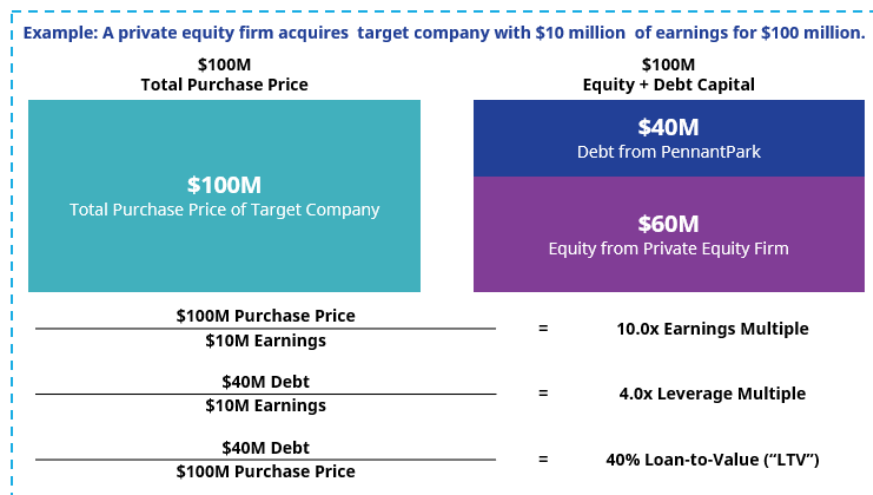 Example: A private equity firm acquires target company with $10 million of earnings for $100 million.
$100M
Total Purchase Price
$100M
Equity + Debt Capital
$100M
Total Purchase Price of Target Company
$40M
Debt from PennantPark
$60M
Equity from Private Equity Firm
$100M Purchase Price
$10M Earnings
=
10.0x Earnings Multiple
$40M Debt
$10M Earnings
=
4.0x Leverage Multiple
$40M Debt
$100M Purchase Price
=
40% Loan-to-Value (“LTV”)